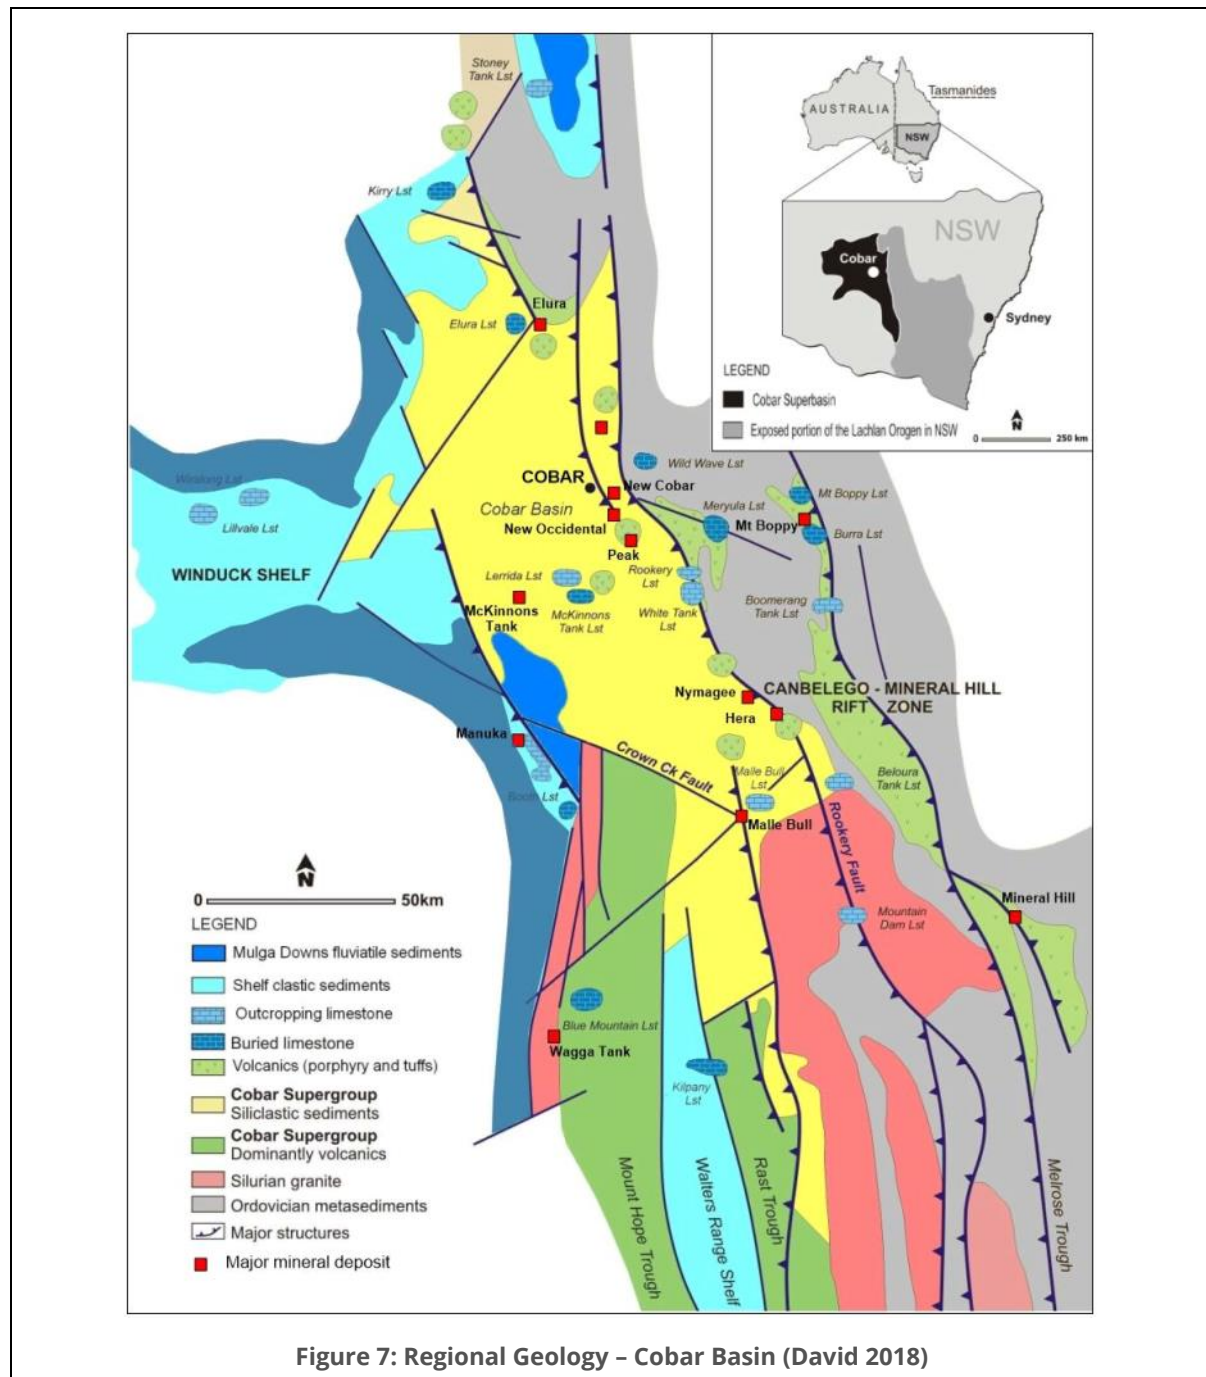 Stoney
Tank Lst
Kirry Lst
Elura
Elura Lst
AUSTRALIA
Tasmanides
NSW
NSW
Cobar
Sydney
LEGEND
Cobar Superbasin
Exposed portion of the Lachlan Orogen in NSW
N
0
250 km
Wild Wave Lst
COBAR
New Cobar
Cobar Basin
New Occidental
Peak
Meryula Lst
Mt Boppy Lst
Mt Boppy
Burra Lst
Winslong Lst
Lillvale Lst
WINDUCK SHELF
Lerrida Lst
McKinnons
Tank
McKinnons
Tank Lst
Rookery
Lst
White Tank
Lst
Boomerang
Tank Lst
Nymagee
Hera
CANBELEGO - MINERAL HILL
RIFT ZONE
Manuka
Crown Ck Fault
Malle Bull
Lst
Beloura
Tank Lst
Malle Bull
Rookery Fault
Mineral Hill
Mountain
Dam Lst
Blue Mountain Lst
Wagga Tank
Kilpany
Lst
Mount Hope Trough
Walters Range Shelf
Rast Trough
Melrose Trough
N
0
50km
LEGEND
Mulga Downs fluviatile sediments
Shelf clastic sediments
Outcropping limestone
Buried limestone
Volcanics (porphyry and tuffs)
Cobar Supergroup
Siliclastic sediments
Cobar Supergroup
Dominantly volcanics
Silurian granite
Ordovician metasediments
Major structures
Major mineral deposit
Figure 7: Regional Geology – Cobar Basin (David 2018)